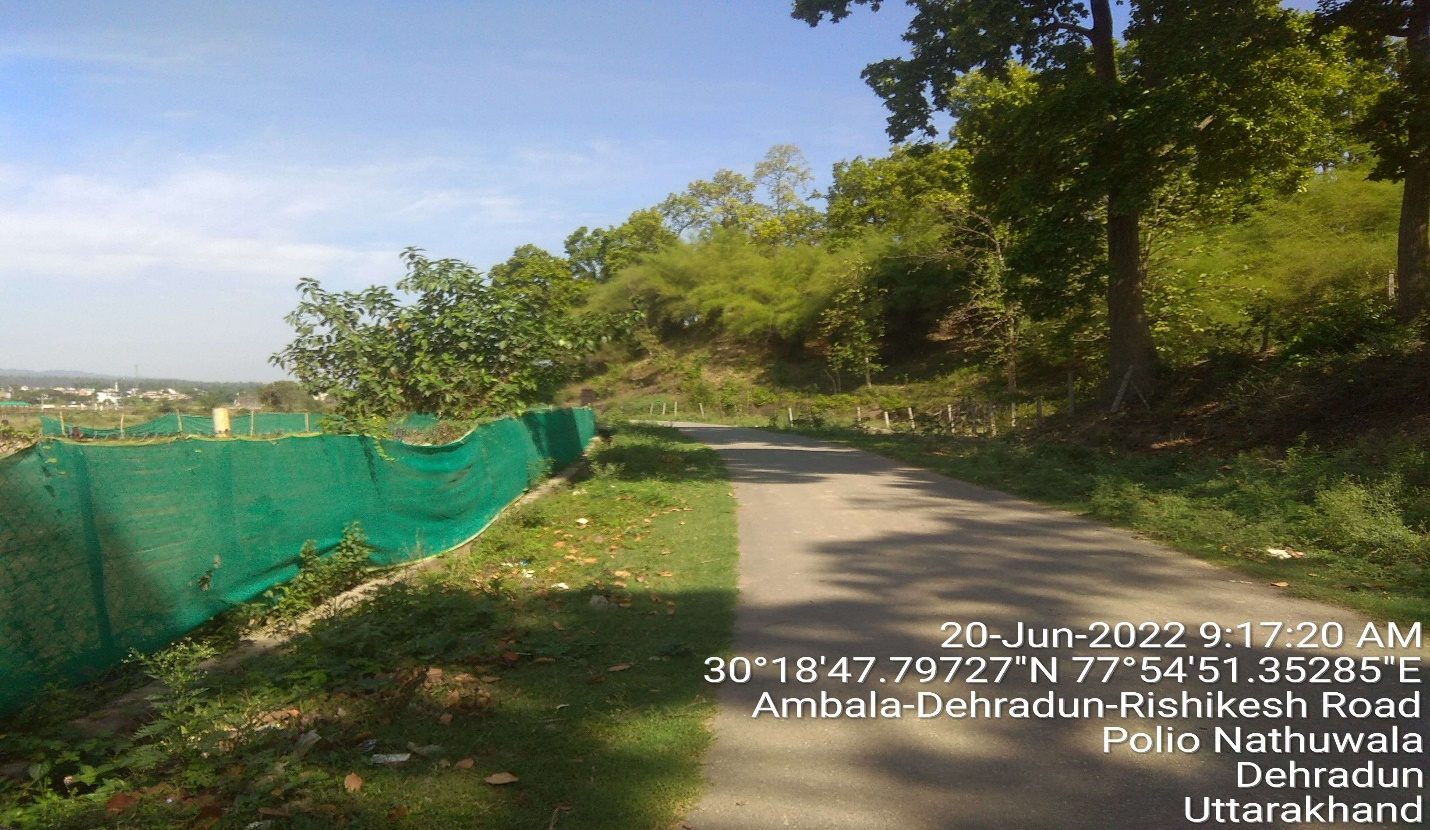 20-Jun-2022 9:17:20 AM
30°18'47.79727"N 77°54'51.35285"E
Ambala-Dehradun-Rishikesh Road
Polio Nathuwala
Dehradun
Uttarakhand